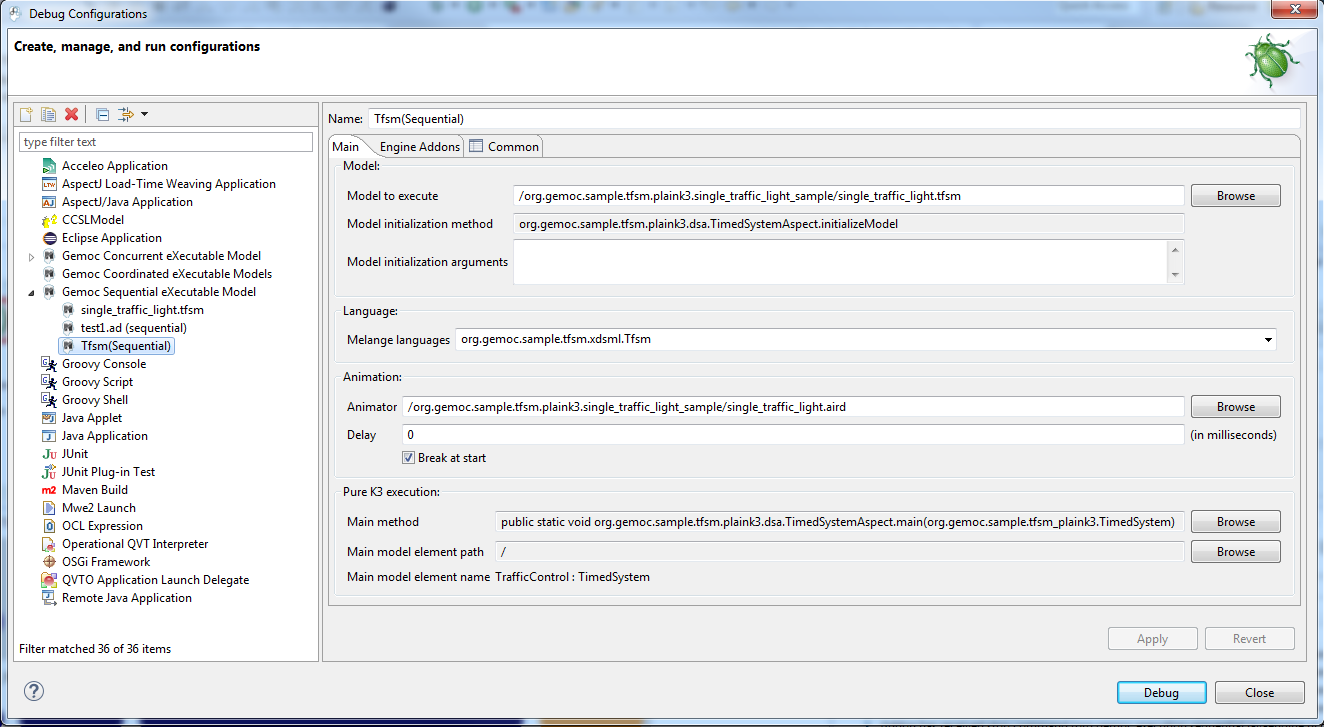 Debug Configurations
Create, manage, and run configurations
type filter text
Acceleo Application
AspectJ Load-Time Weaving Application
AspectJ/Java Application
CCSLModel
Eclipse Application
Gemoc Concurrent eXecutable Model
Gemoc Coordinated eXecutable Models
Gemoc Sequential eXecutable Model
single_traffic_light.tfsm
test1.ad (sequential)
Tfsm(Sequential)
Groovy Console
Groovy Script
Groovy Shell
Java Applet
Java Application
JUnit
JUnit Plug-in Test
Maven Build
Mwe2 Launch
OCL Expression
Operational QVT Interpreter
OSGi Framework
QVTO Application Launch Delegate
Remote Java Application
Filter matched 36 of 36 items
Name: Tfsm(Sequential)
Main Engine Addons Common
Model:
Model to execute /org.gemoc.sample.tfsm.plaink3.single_traffic_light_sample/single_traffic_light.tfsm Browse
Model initialization method org.gemoc.sample.tfsm.plaink3.dsa.TimedSystemAspect.initializeModel
Model initialization arguments
Language:
Melange languages org.gemoc.sample.tfsm.xdsml.Tfsm
Animation:
Animator /org.gemoc.sample.tfsm.plaink3.single_traffic_light_sample/single_traffic_light.aird Browse
Delay 0 (in milliseconds)
Break at start
Pure K3 execution:
Main method public static void org.gemoc.sample.tfsm.plaink3.dsa.TimedSystemAspect.main(org.gemoc.sample.tfsm_plaink3.TimedSystem) Browse
Main model element path / Browse
Main model element name TrafficControl : TimedSystem
Apply Revert
Debug Close